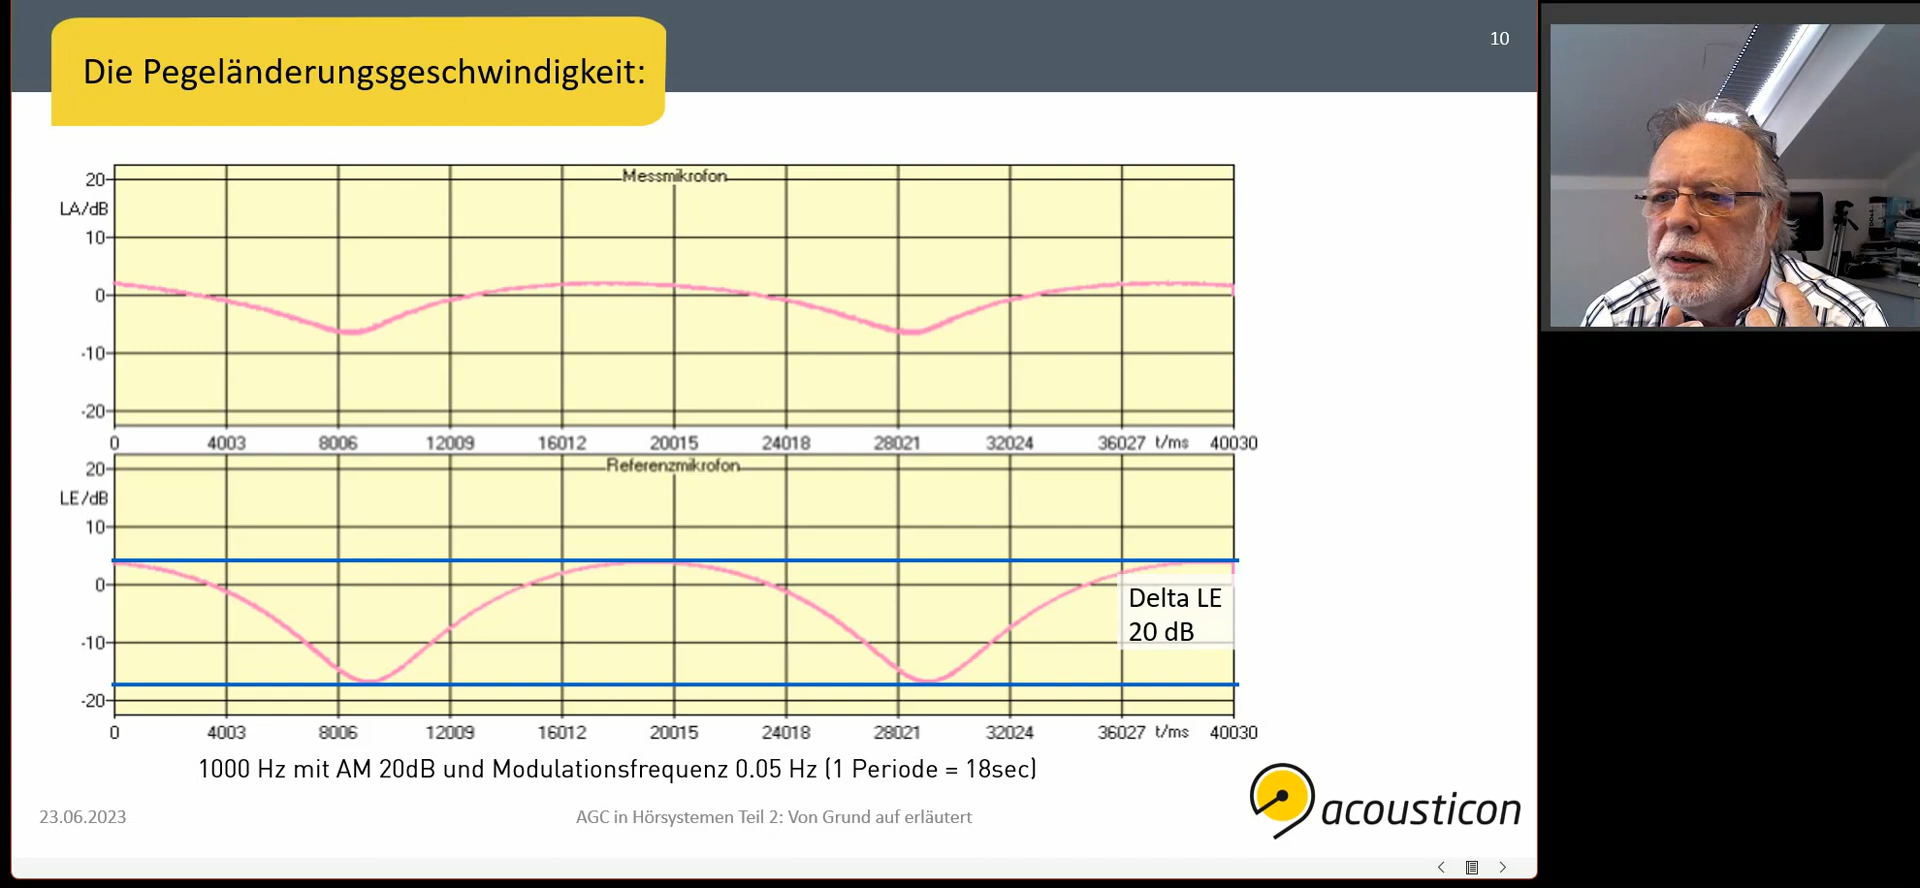 10
Die Pegeländerungsgeschwindigkeit:
Messmikrofon
20
LA/dB
10
0
-10
-20
0 4003 8006 12009 16012 20015 24018 28021 32024 36027 t/ms 40030
Referenzmikrofon
20
LE/dB
10
0
-10
-20
Delta LE
20 dB
0 4003 8006 12009 16012 20015 24018 28021 32024 36027 t/ms 40030
1000 Hz mit AM 20dB und Modulationsfrequenz 0.05 Hz (1 Periode = 18sec)
23.06.2023 AGC in Hörsystemen Teil 2: Von Grund auf erläutert
acousticon